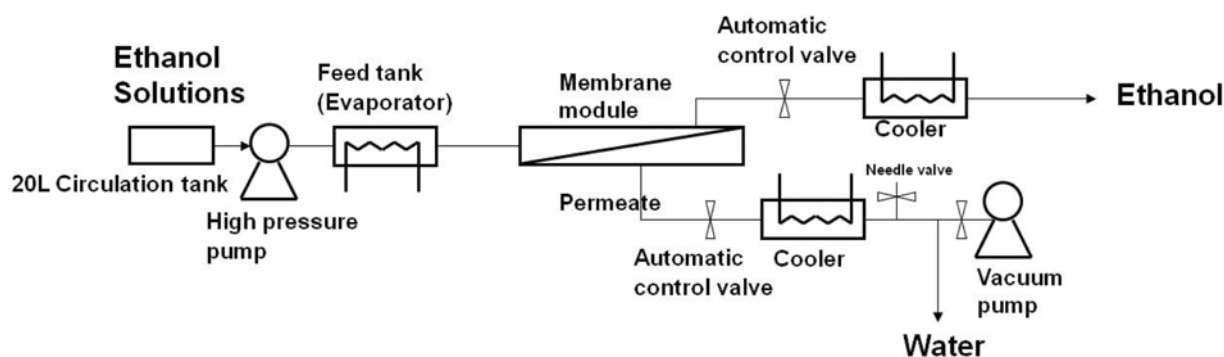 Ethanol
Solutions
20L Circulation tank
High pressure
pump
Feed tank
(Evaporator)
Membrane
module
Permeate
Automatic
control valve
Cooler
Ethanol
Automatic
control valve
Cooler
Needle valve
Vacuum
pump
Water